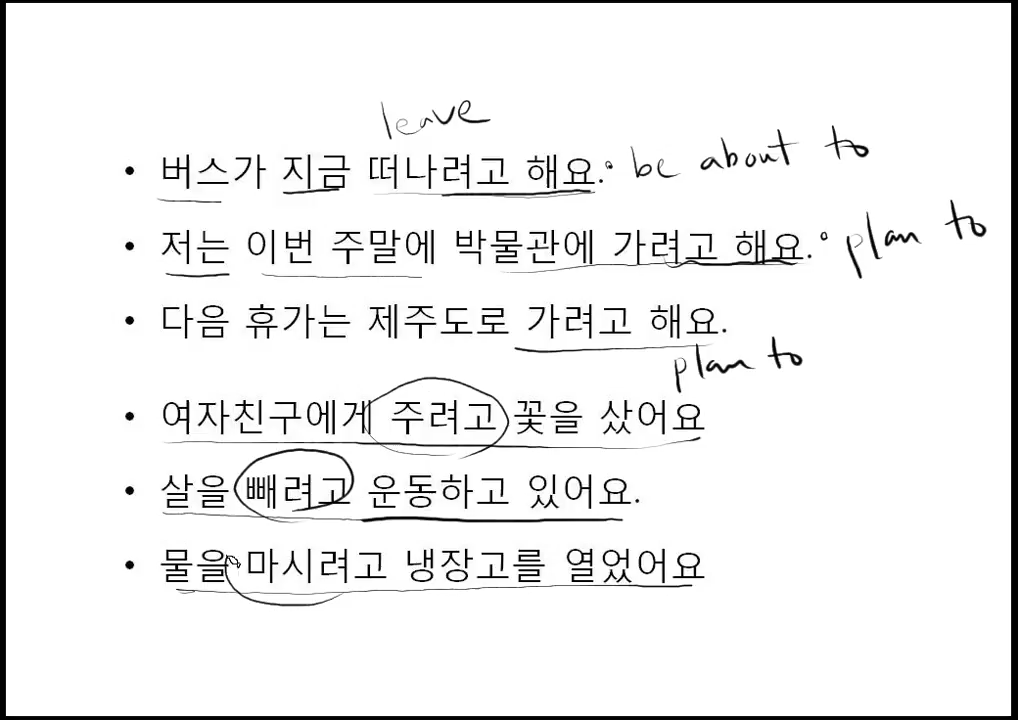 leave
• 버스가 지금 떠나려고 해요. be about to
• 저는 이번 주말에 박물관에 가려고 해요. plan to
• 다음 휴가는 제주도로 가려고 해요.
plan to
• 여자친구에게 주려고 꽃을 샀어요
• 살을 빼려고 운동하고 있어요.
• 물을 마시려고 냉장고를 열었어요